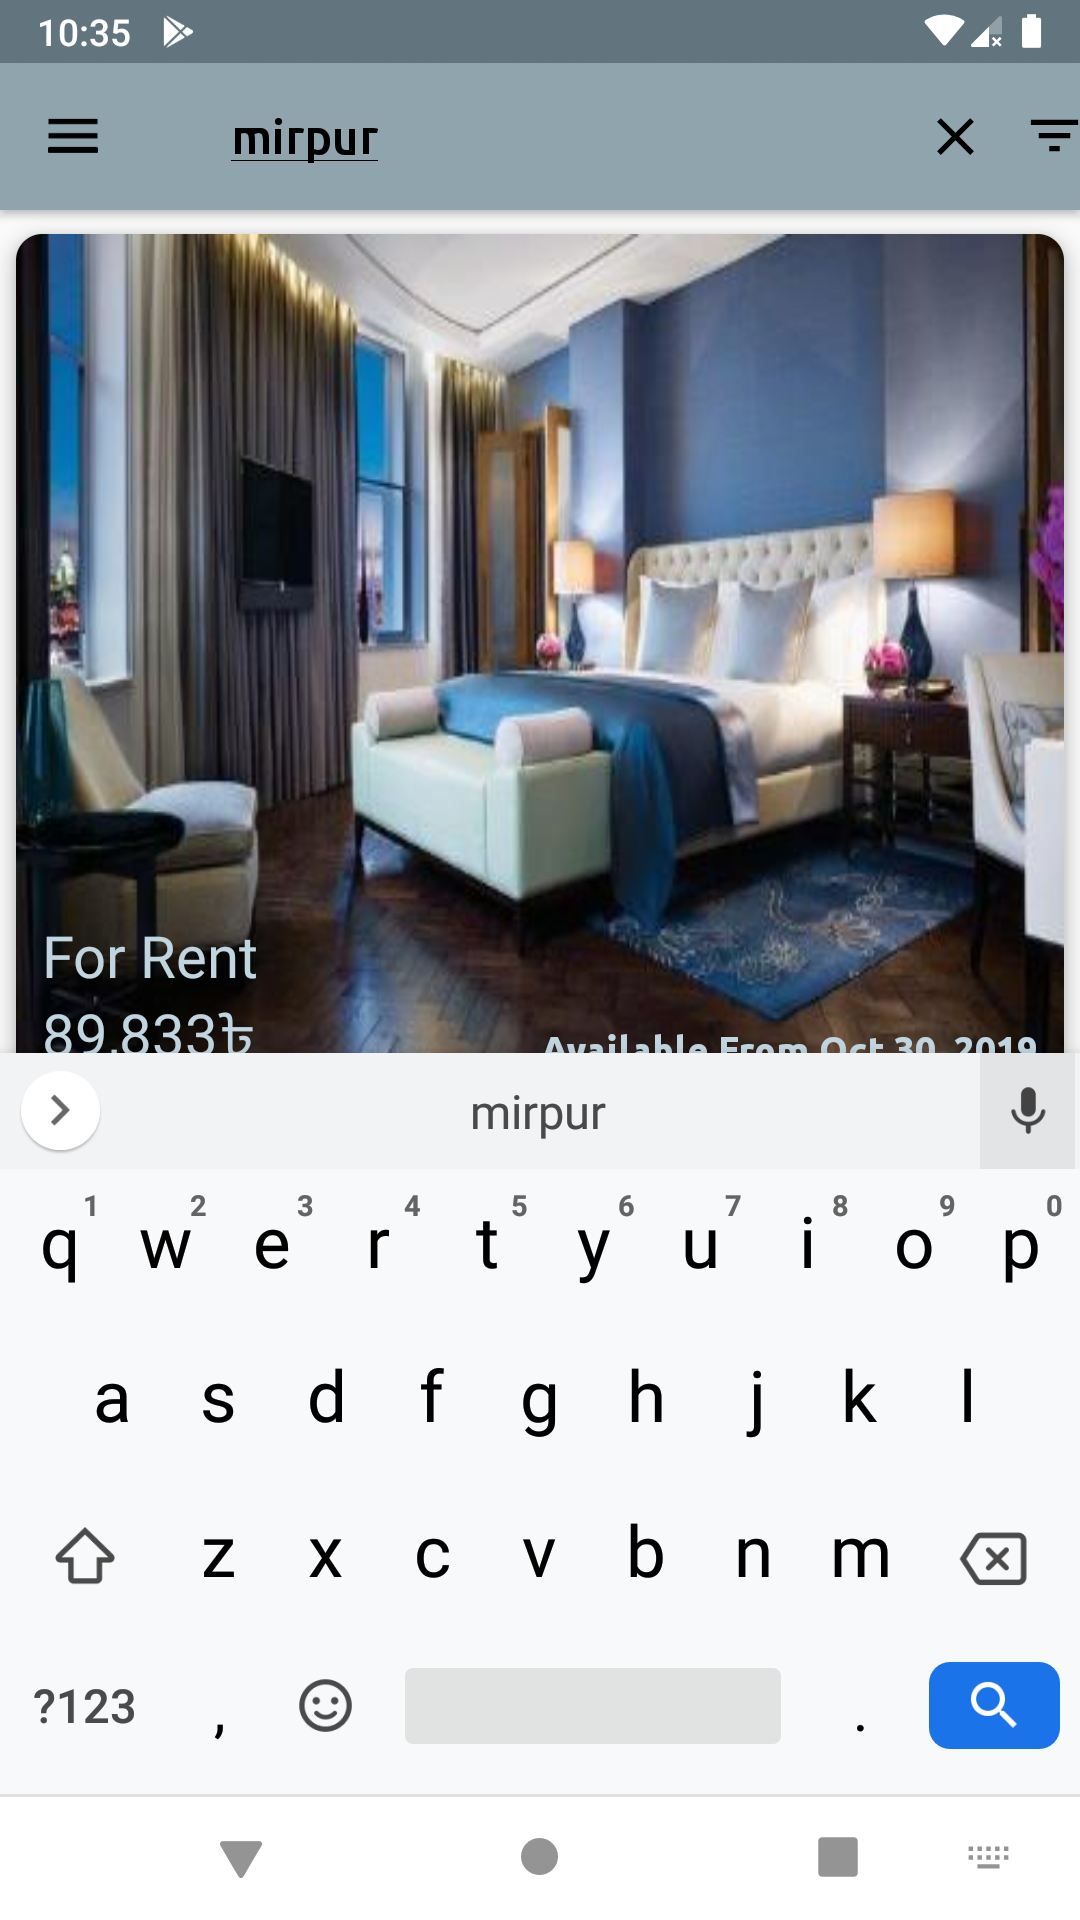 10:35
mirpur
For Rent
89,833৳
Available From Oct 30, 2019
mirpur
1 2 3 4 5 6 7 8 9 0
q w e r t y u i o p
a s d f g h j k l
z x c v b n m
?123 , .